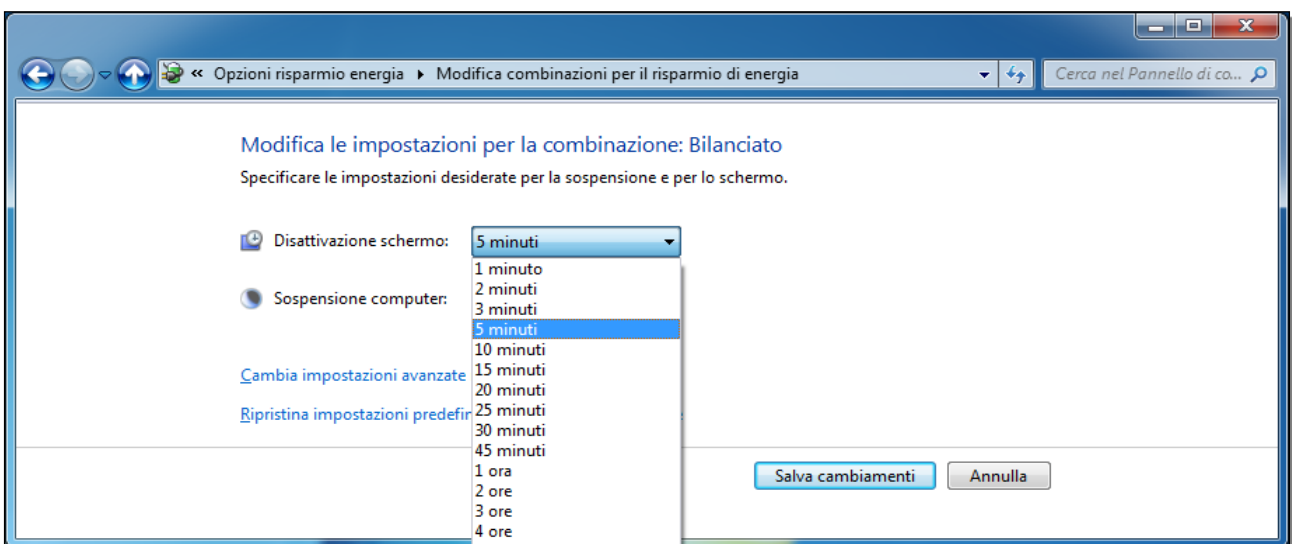 « Opzioni risparmio energia ▸ Modifica combinazioni per il risparmio di energia
Cerca nel Pannello di co...
Modifica le impostazioni per la combinazione: Bilanciato
Specificare le impostazioni desiderate per la sospensione e per lo schermo.
Disattivazione schermo: 5 minuti
1 minuto
2 minuti
Sospensione computer:
3 minuti
5 minuti
10 minuti
Cambia impostazioni avanzate
15 minuti
20 minuti
Ripristina impostazioni predefin
25 minuti
30 minuti
45 minuti
1 ora
Salva cambiamenti Annulla
2 ore
3 ore
4 ore